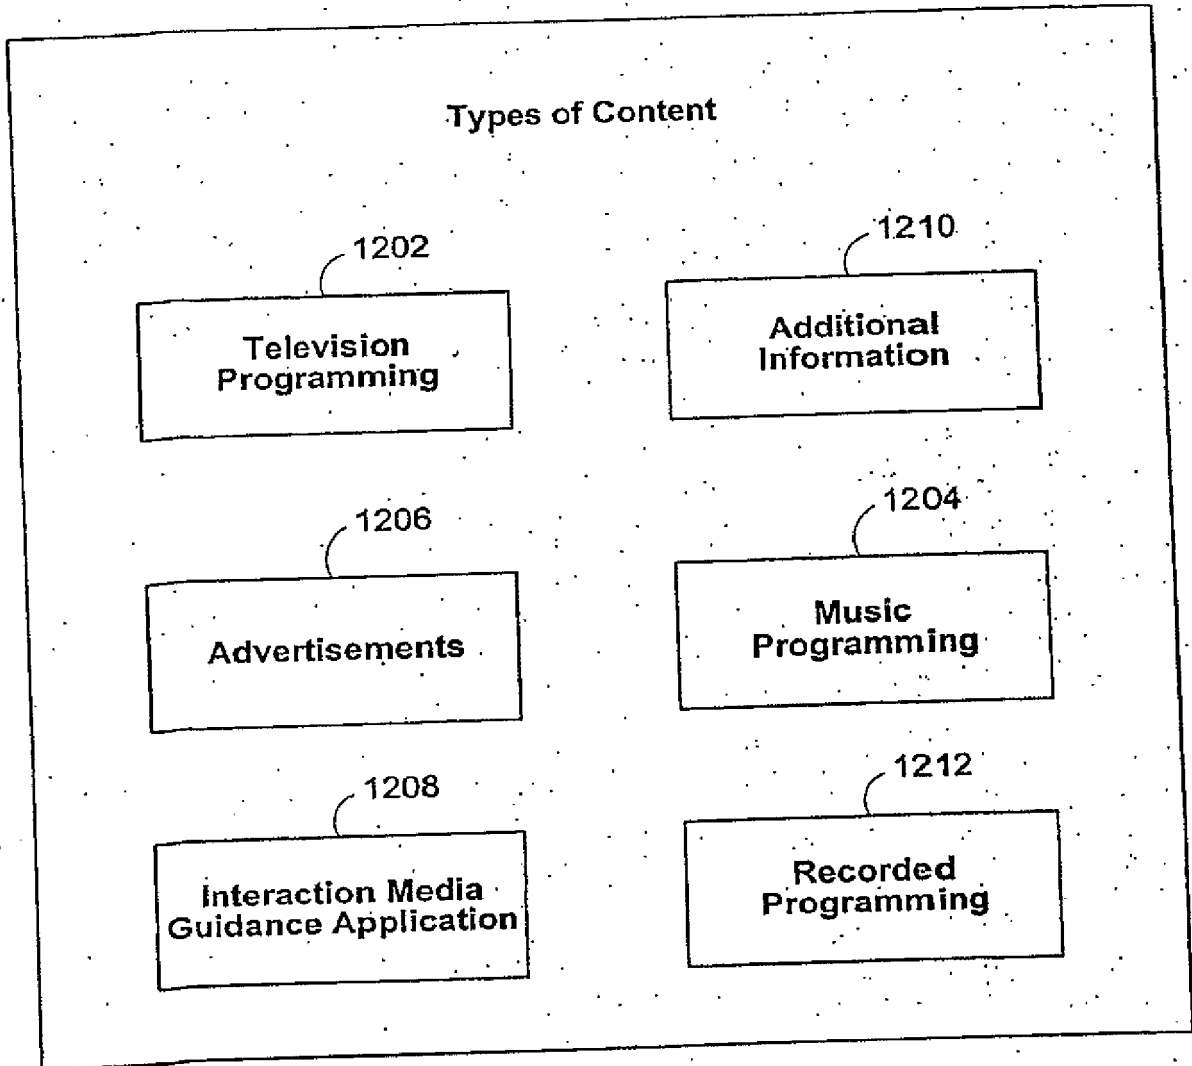 Types of Content
1202
Television
Programming
1210
Additional
Information
1206
Advertisements
1204
Music
Programming
1208
Interaction Media
Guidance Application
1212
Recorded
Programming